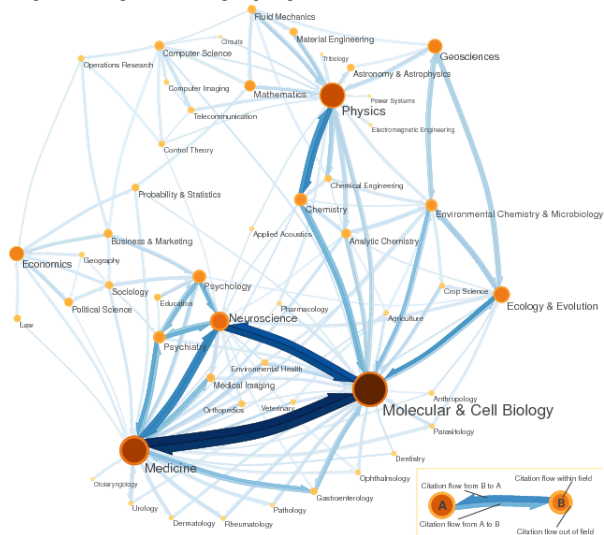 Fluid Mechanics
Material Engineering
Circuits
Computer Science
Tribology
Geosciences
Operations Research
Astronomy & Astrophysics
Computer Imaging
Mathematics
Power Systems
Physics
Telecommunication
Electromagnetic Engineering
Control Theory
Chemical Engineering
Probability & Statistics
Chemistry
Environmental Chemistry & Microbiology
Applied Acoustics
Analytic Chemistry
Business & Marketing
Economics
Geography
Psychology
Sociology
Crop Science
Education
Political Science
Pharmacology
Ecology & Evolution
Law
Neuroscience
Agriculture
Psychiatry
Environmental Health
Medical Imaging
Anthropology
Orthopedics
Veterinary
Molecular & Cell Biology
Parasitology
Medicine
Dentistry
Otolaryngology
Ophthalmology
Gastroenterology
Urology
Pathology
Dermatology
Rheumatology
Citation flow from B to A
Citation flow within field
A
B
Citation flow from A to B
Citation flow out of field